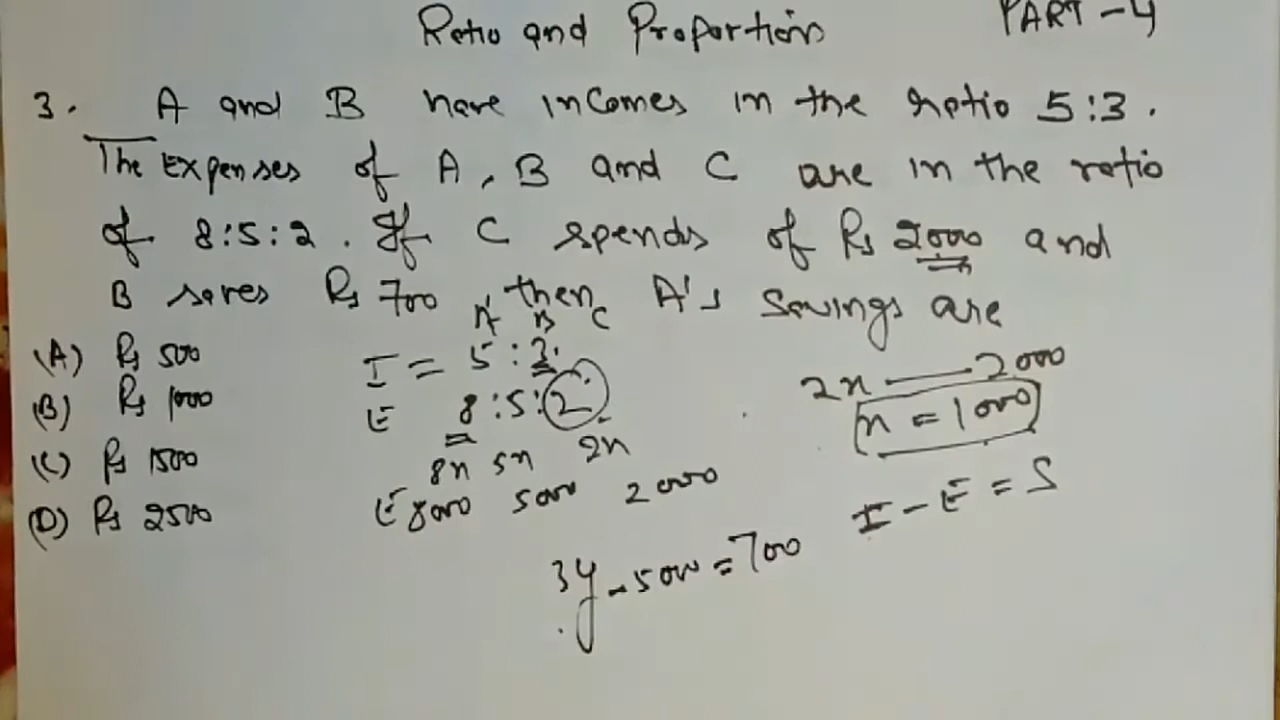 Ratio and Proportion PART-4
3. A and B have incomes in the ratio 5:3.
The Expenses of A, B and C are in the ratio
of 8:5:2. If C spends of Rs 2000 and
B saves Rs 700, then A's Savings are
A B C
(A) Rs 500
I = 5:3
2x — 2000
(B) Rs 1000
E 8:5:2
x = 1000
(C) Rs 1500
8x 5x 2x
(D) Rs 2500
E 8000 5000 2000
I - E = S
3y - 5000 = 700